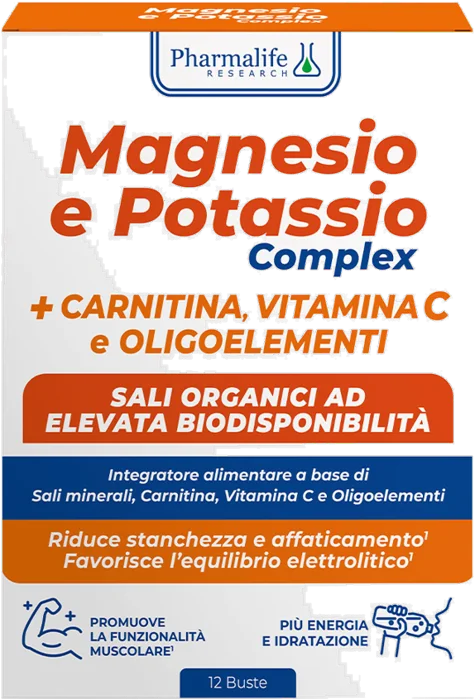 Magnesio
e Potassio
Complex
Pharmalife
RESEARCH
Magnesio
e Potassio
Complex
+ CARNITINA, VITAMINA C
e OLIGOELEMENTI
SALI ORGANICI AD
ELEVATA BIODISPONIBILITÀ
Integratore alimentare a base di
Sali minerali, Carnitina, Vitamina C e Oligoelementi
Riduce stanchezza e affaticamento¹
Favorisce l'equilibrio elettrolitico¹
PROMUOVE
LA FUNZIONALITÀ
MUSCOLARE¹
PIÙ ENERGIA
E IDRATAZIONE
12 Buste